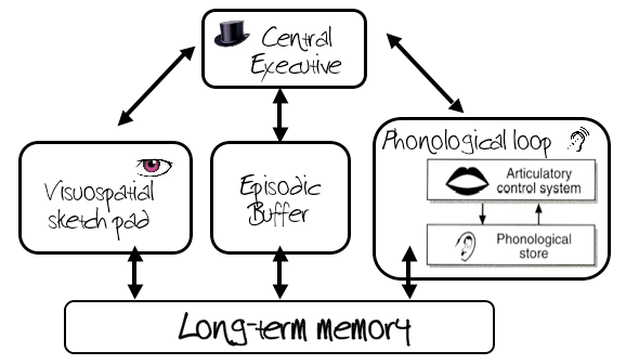 Central
Executive
Visuospatial
sketch pad
Episodic
Buffer
Phonological loop
Articulatory
control system
Phonological
store
Long-term memory